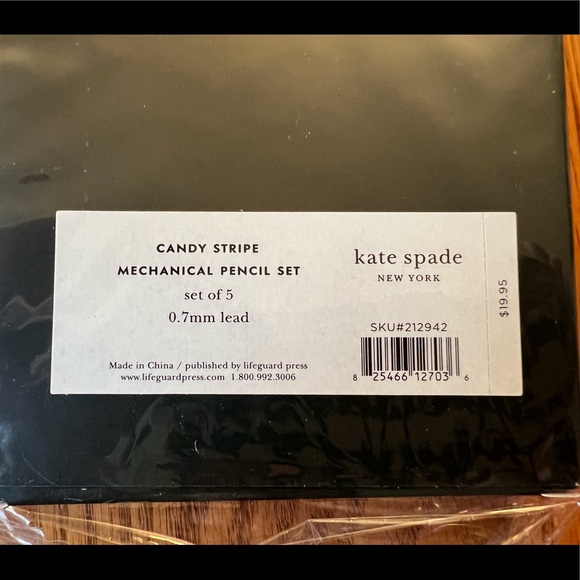 CANDY STRIPE
MECHANICAL PENCIL SET
set of 5
0.7mm lead
Made in China / published by lifeguard press
www.lifeguardpress.com 1.800.992.3006
kate spade
NEW YORK
SKU#212942
8 25466 12703 6
$19.95